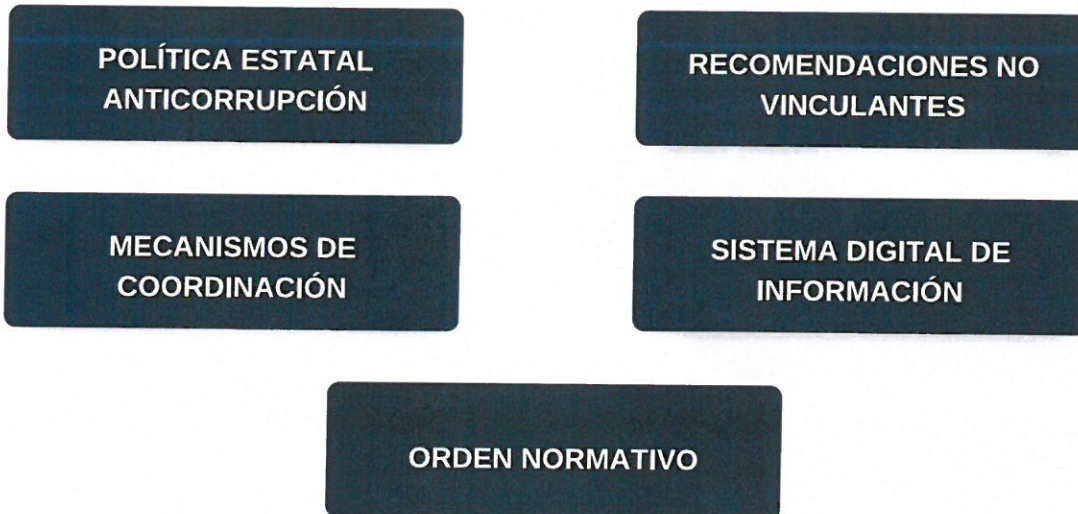 POLÍTICA ESTATAL
ANTICORRUPCIÓN
RECOMENDACIONES NO
VINCULANTES
MECANISMOS DE
COORDINACIÓN
SISTEMA DIGITAL DE
INFORMACIÓN
ORDEN NORMATIVO